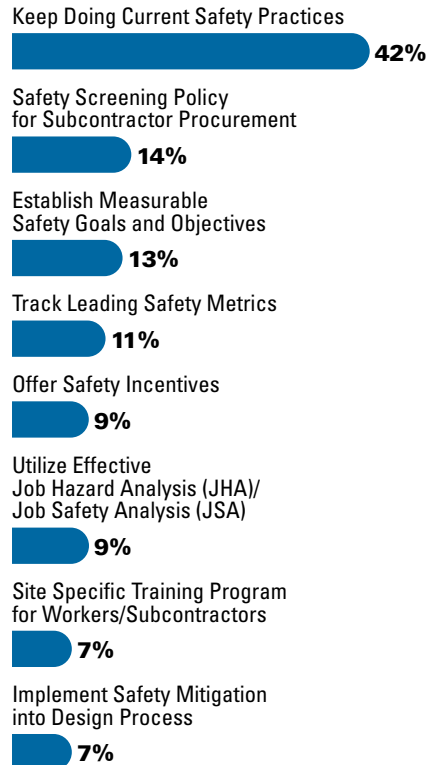 Keep Doing Current Safety Practices
42%
Safety Screening Policy
for Subcontractor Procurement
14%
Establish Measurable
Safety Goals and Objectives
13%
Track Leading Safety Metrics
11%
Offer Safety Incentives
9%
Utilize Effective
Job Hazard Analysis (JHA)/
Job Safety Analysis (JSA)
9%
Site Specific Training Program
for Workers/Subcontractors
7%
Implement Safety Mitigation
into Design Process
7%